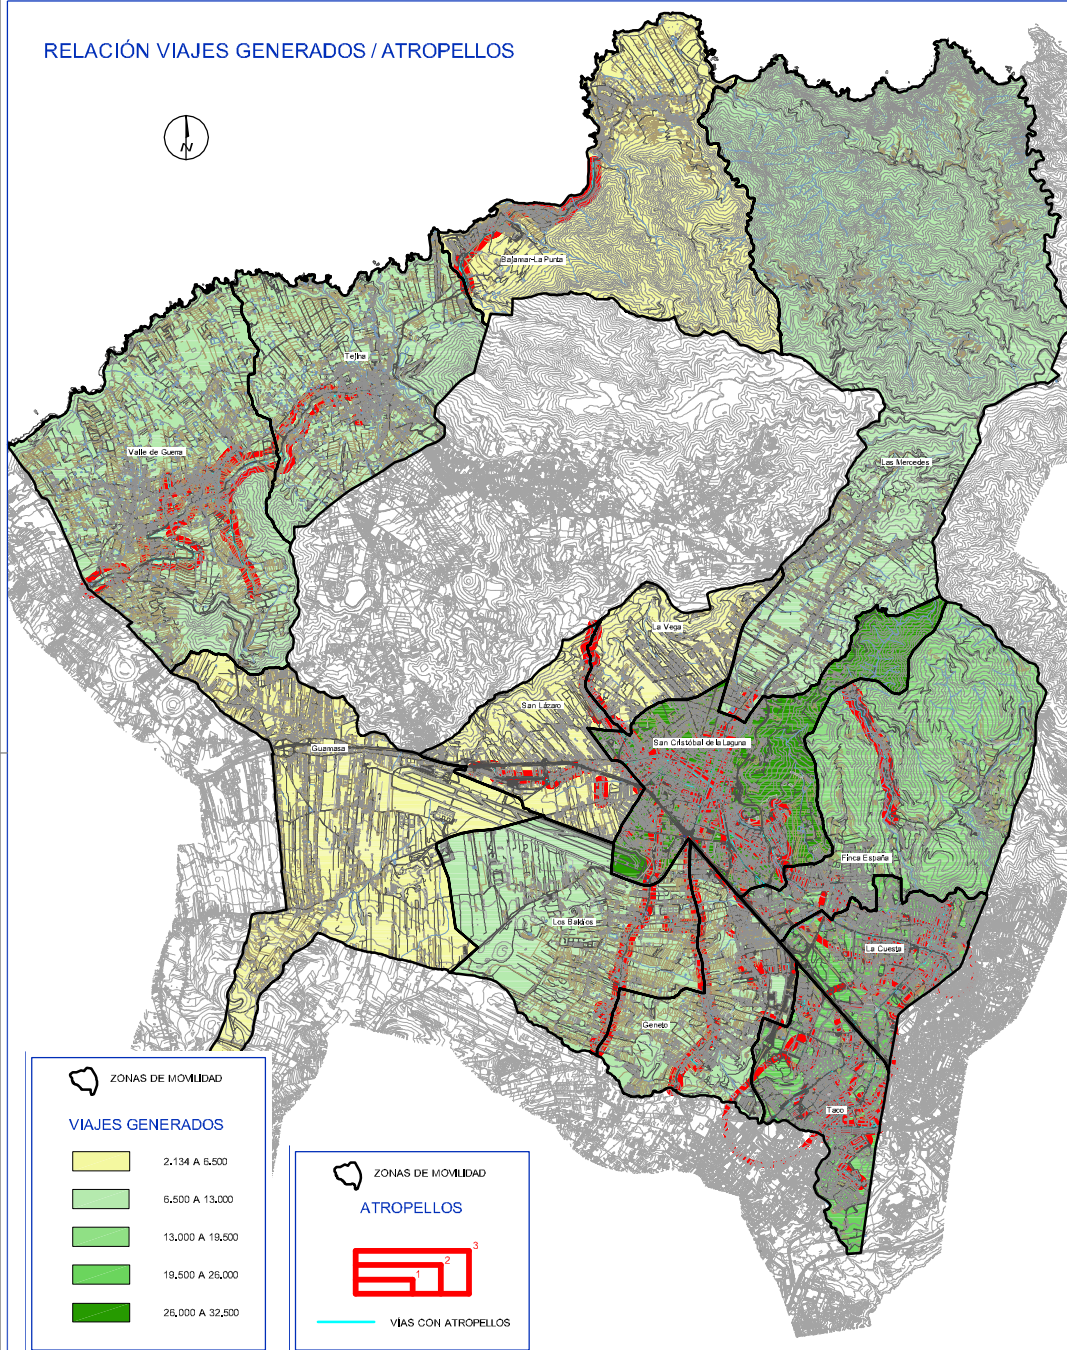 RELACIÓN VIAJES GENERADOS / ATROPELLOS
N
Bajamar-La Punta
Tejina
Valle de Guerra
Las Mercedes
La Vega
San Lázaro
San Cristóbal de la Laguna
Guamasa
Finca España
Los Baldíos
La Cuesta
Geneto
Taco
ZONAS DE MOVILIDAD
VIAJES GENERADOS
2.134 A 6.500
6.500 A 13.000
13.000 A 19.500
19.500 A 26.000
26.000 A 32.500
ZONAS DE MOVILIDAD
ATROPELLOS
3
2
1
VÍAS CON ATROPELLOS